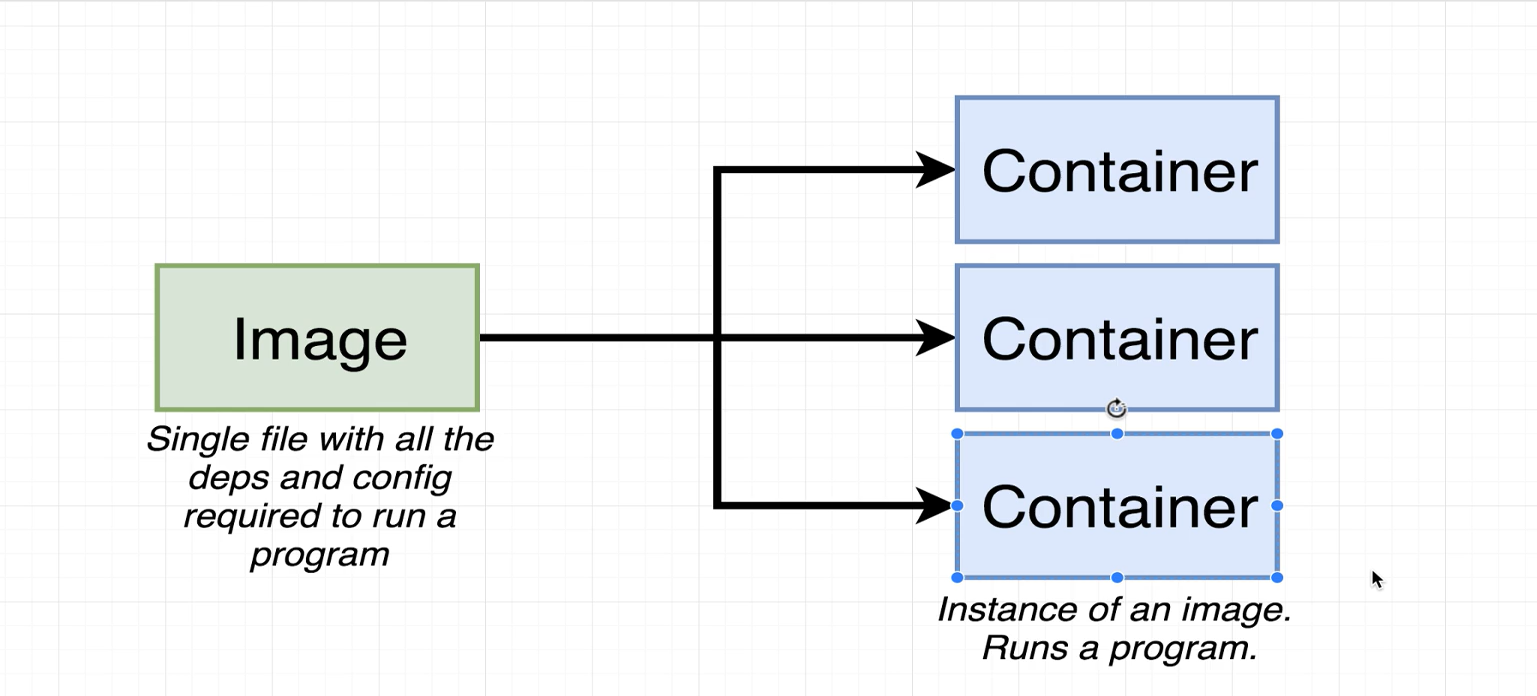 Container
Image
Container
Single file with all the
deps and config
required to run a
program
Container
Instance of an image.
Runs a program.